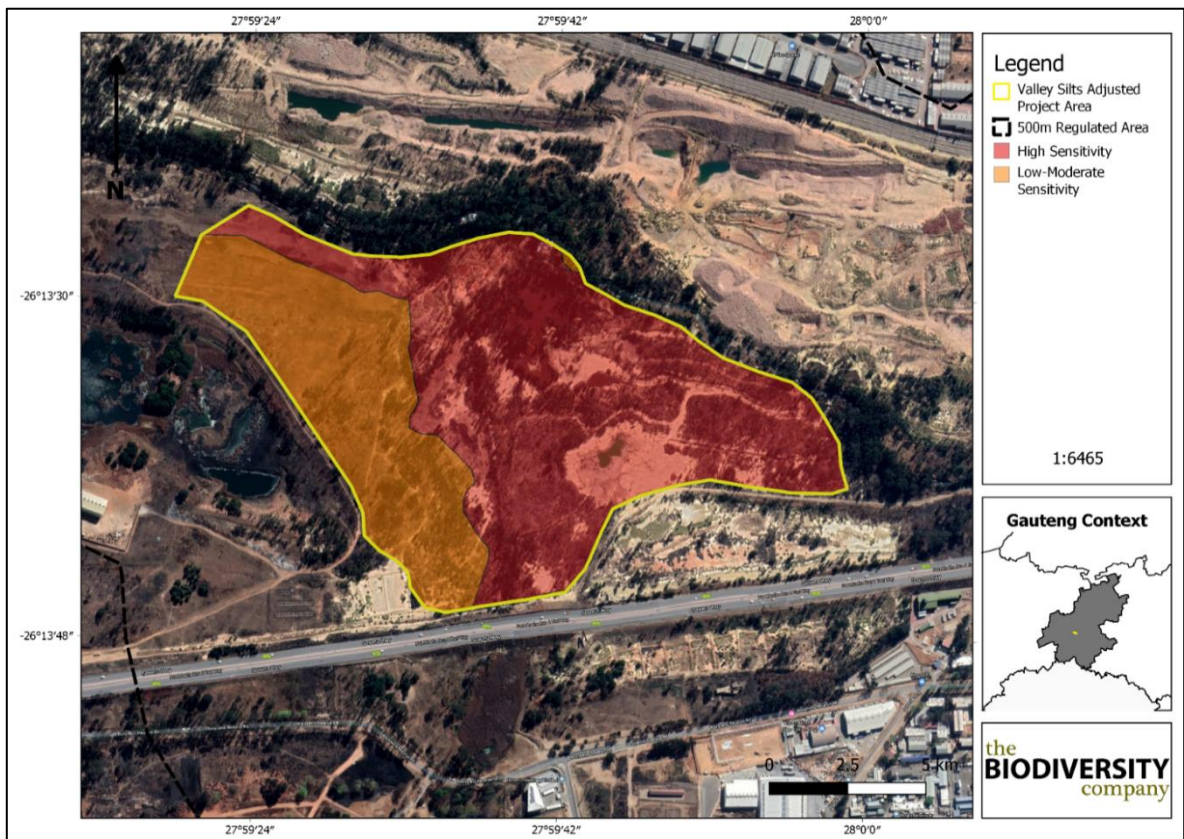 27°59′24″
27°59′42″
28°0′0″
N
-26°13′30″
-26°13′48″
27°59′24″
27°59′42″
28°0′0″
0 2.5 5 km
Legend
Valley Silts Adjusted
Project Area
500m Regulated Area
High Sensitivity
Low-Moderate
Sensitivity
1:6465
Gauteng Context
the
BIODIVERSITY
company